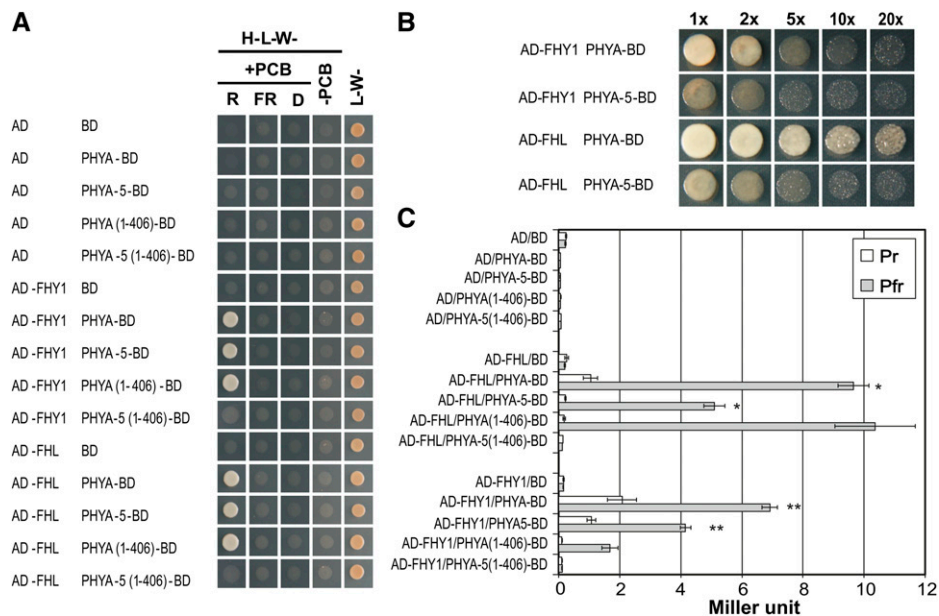 A
H-L-W-
+PCB
-PCB
L-W-
R FR D
AD BD
AD PHYA-BD
AD PHYA-5-BD
AD PHYA(1-406)-BD
AD PHYA-5(1-406)-BD
AD-FHY1 BD
AD-FHY1 PHYA-BD
AD-FHY1 PHYA-5-BD
AD-FHY1 PHYA(1-406)-BD
AD-FHY1 PHYA-5(1-406)-BD
AD-FHL BD
AD-FHL PHYA-BD
AD-FHL PHYA-5-BD
AD-FHL PHYA(1-406)-BD
AD-FHL PHYA-5(1-406)-BD
B
1x 2x 5x 10x 20x
AD-FHY1 PHYA-BD
AD-FHY1 PHYA-5-BD
AD-FHL PHYA-BD
AD-FHL PHYA-5-BD
C
AD/BD
AD/PHYA-BD
AD/PHYA-5-BD
AD/PHYA(1-406)-BD
AD/PHYA-5(1-406)-BD
AD-FHL/BD
AD-FHL/PHYA-BD
*
AD-FHL/PHYA-5-BD
*
AD-FHL/PHYA(1-406)-BD
AD-FHL/PHYA-5(1-406)-BD
AD-FHY1/BD
AD-FHY1/PHYA-BD
**
AD-FHY1/PHYA5-BD
**
AD-FHY1/PHYA(1-406)-BD
AD-FHY1/PHYA-5(1-406)-BD
Pr
Pfr
0 2 4 6 8 10 12
Miller unit